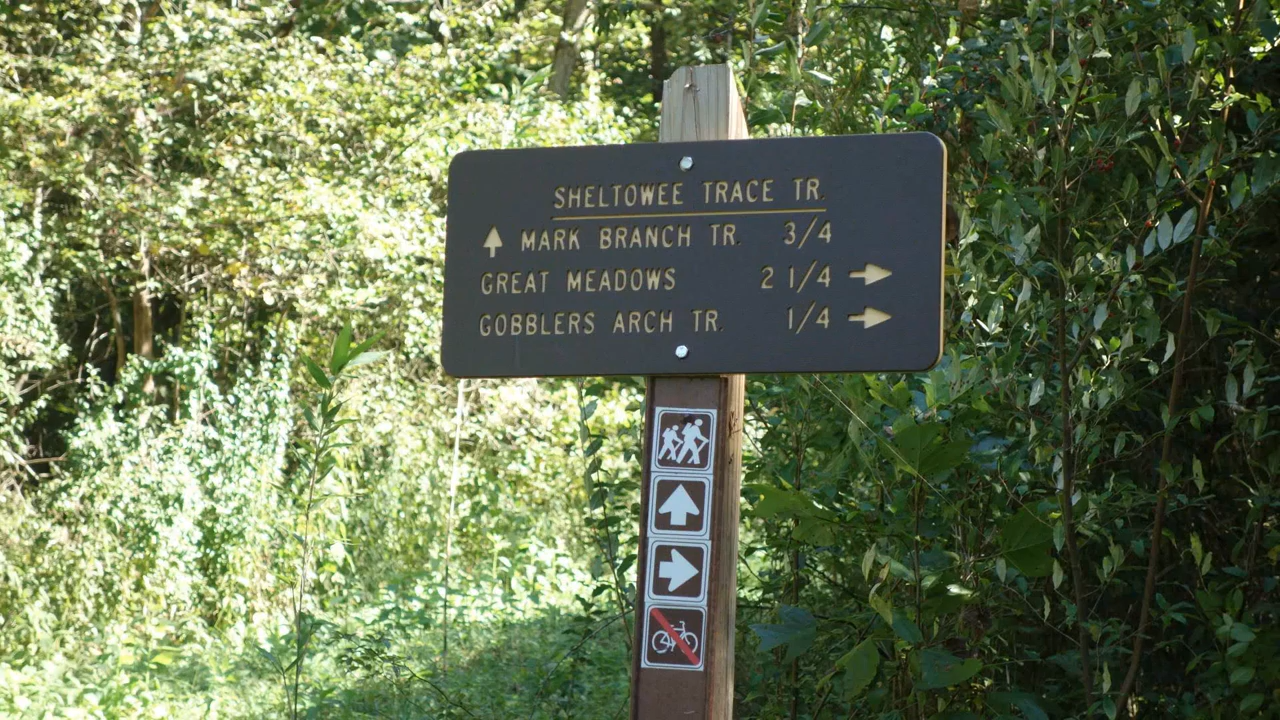 SHELTOWEE TRACE TR.
MARK BRANCH TR. 3/4
GREAT MEADOWS 2 1/4
GOBBLERS ARCH TR. 1/4